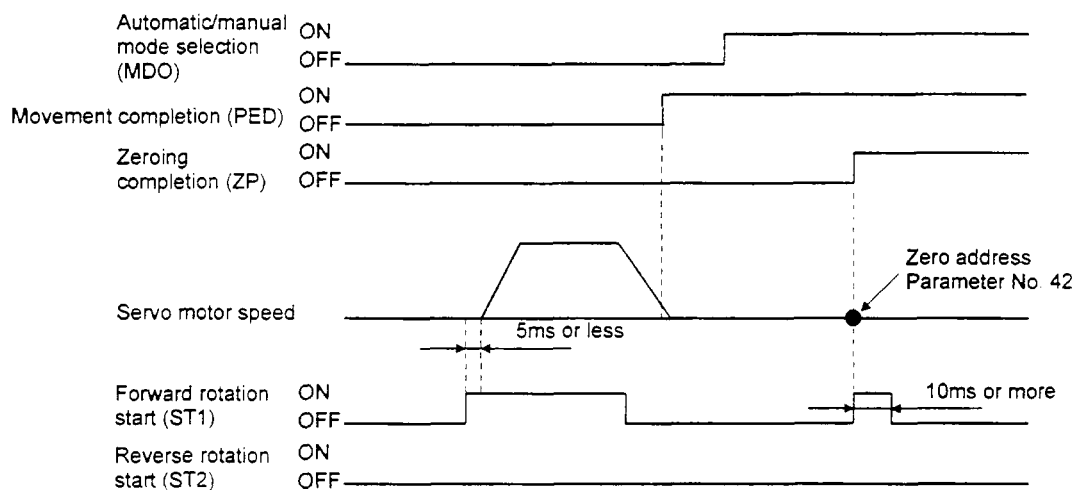 Automatic/manual
mode selection
(MDO)
ON
OFF
Movement completion (PED)
ON
OFF
Zeroing
completion (ZP)
ON
OFF
Zero address
Parameter No. 42
Servo motor speed
5ms or less
Forward rotation
start (ST1)
ON
OFF
10ms or more
Reverse rotation
start (ST2)
ON
OFF